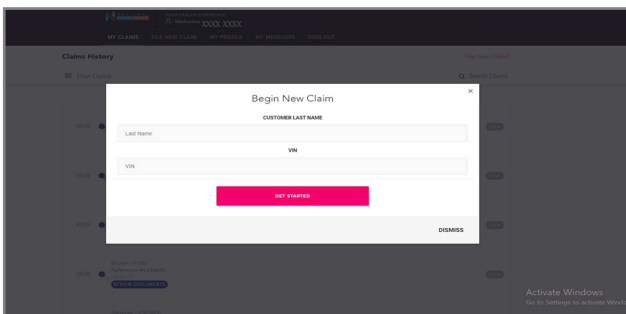 Welcome XXXX XXXX
MY CLAIMS FILE NEW CLAIM MY PROFILE MY MESSAGES SIGN OUT
Claims History
File New Claim?
Filter Claims
Search Claims
×
Begin New Claim
CUSTOMER LAST NAME
Last Name
VIN
VIN
GET STARTED
DISMISS
REVIEW DOCUMENTS
Activate Windows
Go to Settings to activate Windo